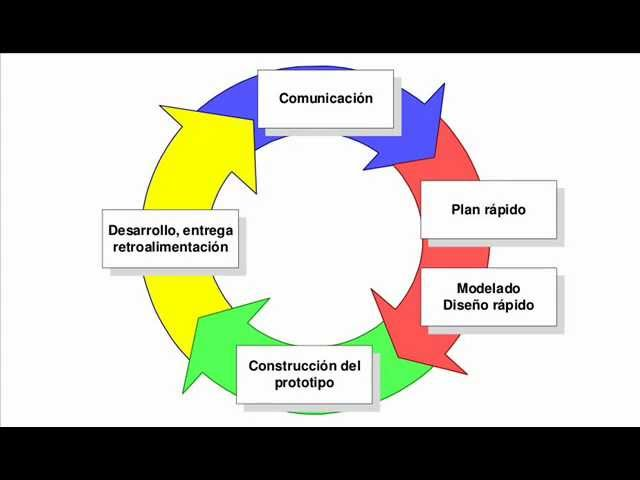 Comunicación
Plan rápido
Modelado
Diseño rápido
Construcción del
prototipo
Desarrollo, entrega
retroalimentación